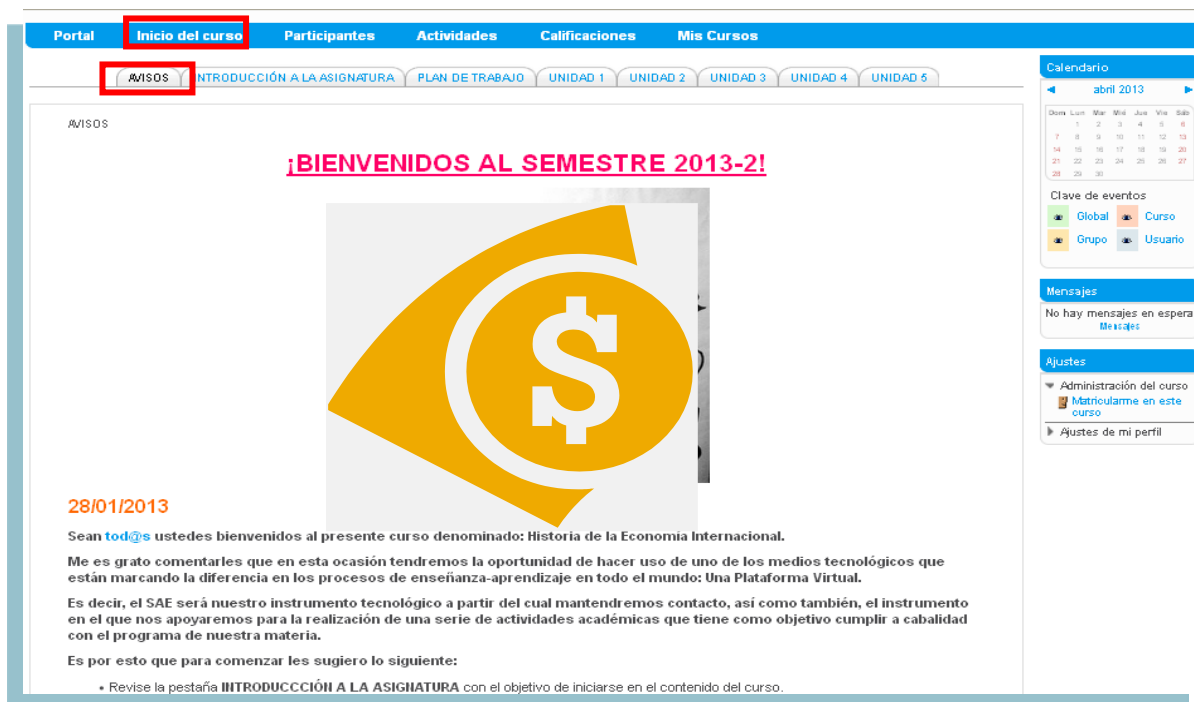 Portal Inicio del curso Participantes Actividades Calificaciones Mis Cursos
AVISOS INTRODUCCIÓN A LA ASIGNATURA PLAN DE TRABAJO UNIDAD 1 UNIDAD 2 UNIDAD 3 UNIDAD 4 UNIDAD 5
AVISOS
¡BIENVENIDOS AL SEMESTRE 2013-2!
$
28/01/2013
Sean tod@s ustedes bienvenidos al presente curso denominado: Historia de la Economía Internacional.
Me es grato comentarles que en esta ocasión tendremos la oportunidad de hacer uso de uno de los medios tecnológicos que
están marcando la diferencia en los procesos de enseñanza-aprendizaje en todo el mundo: Una Plataforma Virtual.
Es decir, el SAE será nuestro instrumento tecnológico a partir del cual mantendremos contacto, así como también, el instrumento
en el que nos apoyaremos para la realización de una serie de actividades académicas que tiene como objetivo cumplir a cabalidad
con el programa de nuestra materia.
Es por esto que para comenzar les sugiero lo siguiente:
• Revise la pestaña INTRODUCCCIÓN A LA ASIGNATURA con el objetivo de iniciarse en el contenido del curso.
Calendario
◄ abril 2013 ►
Dom Lun Mar Mié Jue Vie Sáb
1 2 3 4 5 6
7 8 9 10 11 12 13
14 15 16 17 18 19 20
21 22 23 24 25 26 27
28 29 30
Clave de eventos
Global Curso
Grupo Usuario
Mensajes
No hay mensajes en espera
Mensajes
Ajustes
Administración del curso
Matricularme en este
curso
Ajustes de mi perfil